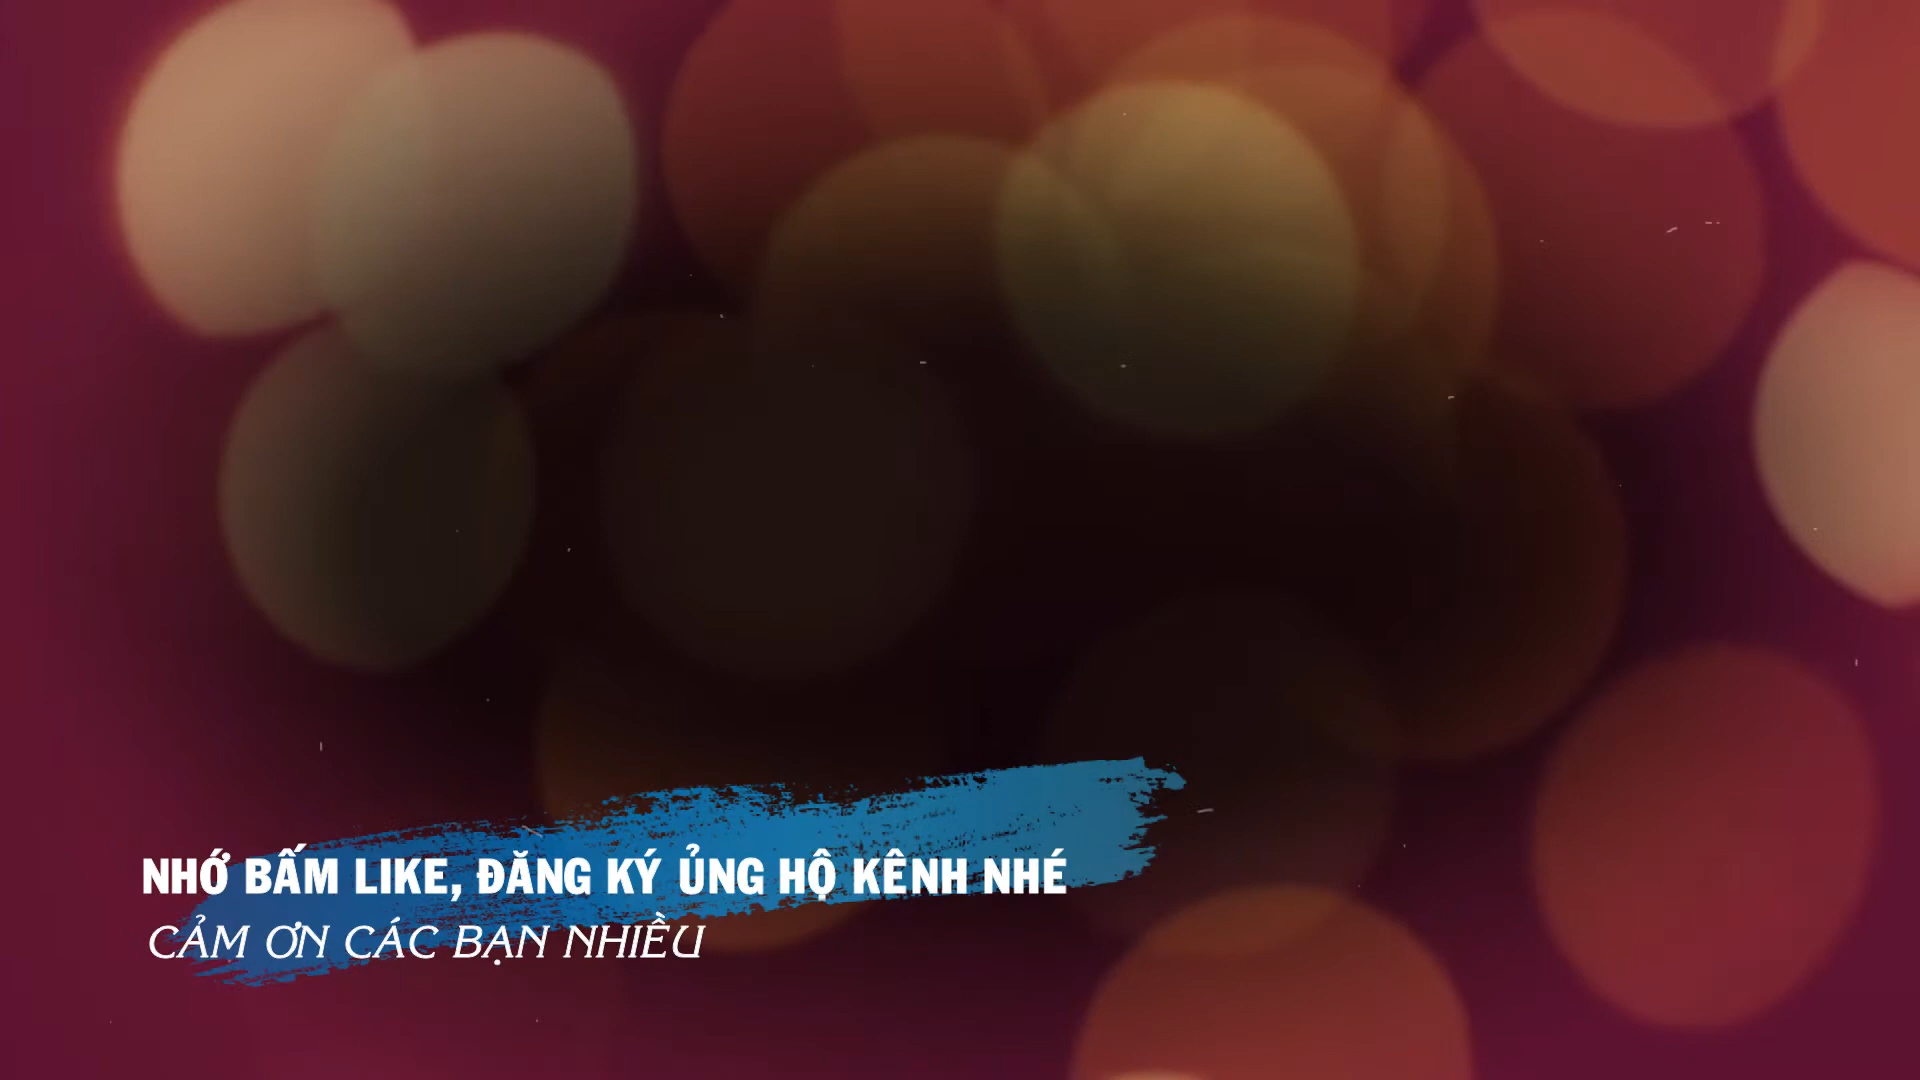 NHỚ BẤM LIKE, ĐĂNG KÝ ỦNG HỘ KÊNH NHÉ
CẢM ƠN CÁC BẠN NHIỀU